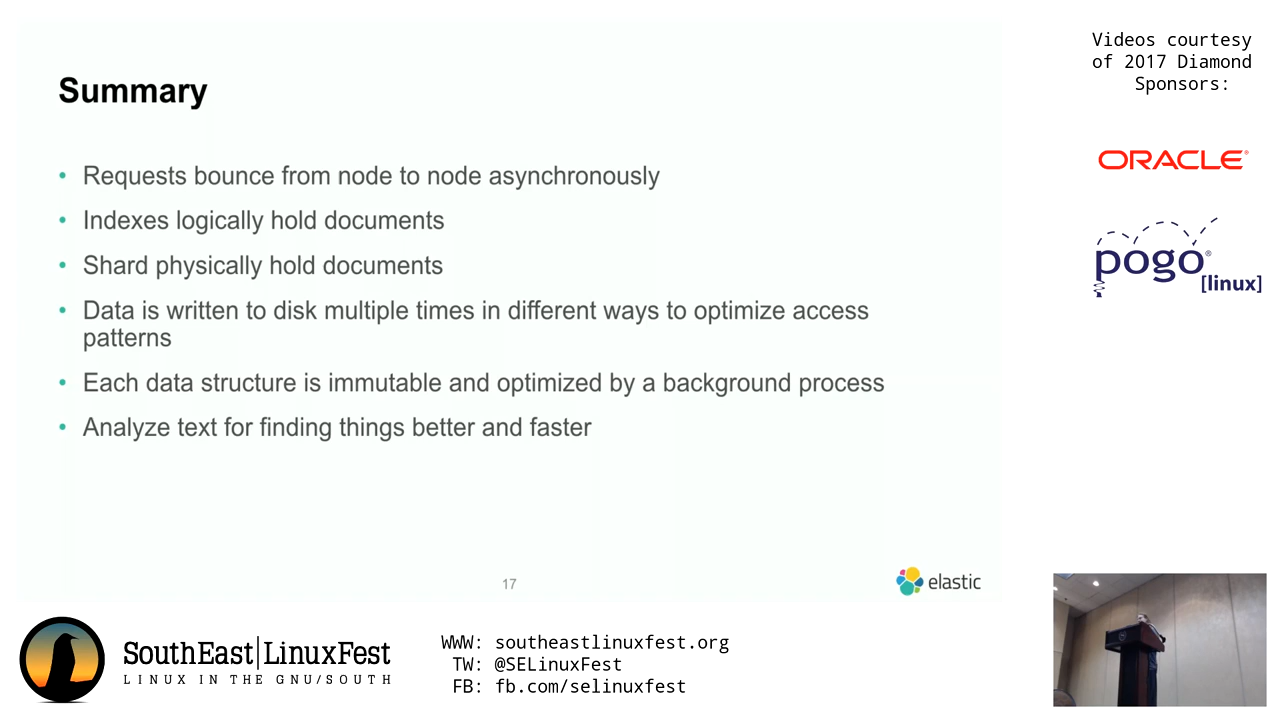 Summary
• Requests bounce from node to node asynchronously
• Indexes logically hold documents
• Shard physically hold documents
• Data is written to disk multiple times in different ways to optimize access
patterns
• Each data structure is immutable and optimized by a background process
• Analyze text for finding things better and faster
17
elastic
Videos courtesy
of 2017 Diamond
Sponsors:
ORACLE®
pogo®
[linux]
SouthEast|LinuxFest
LINUX IN THE GNU/SOUTH
WWW: southeastlinuxfest.org
TW: @SELinuxFest
FB: fb.com/selinuxfest